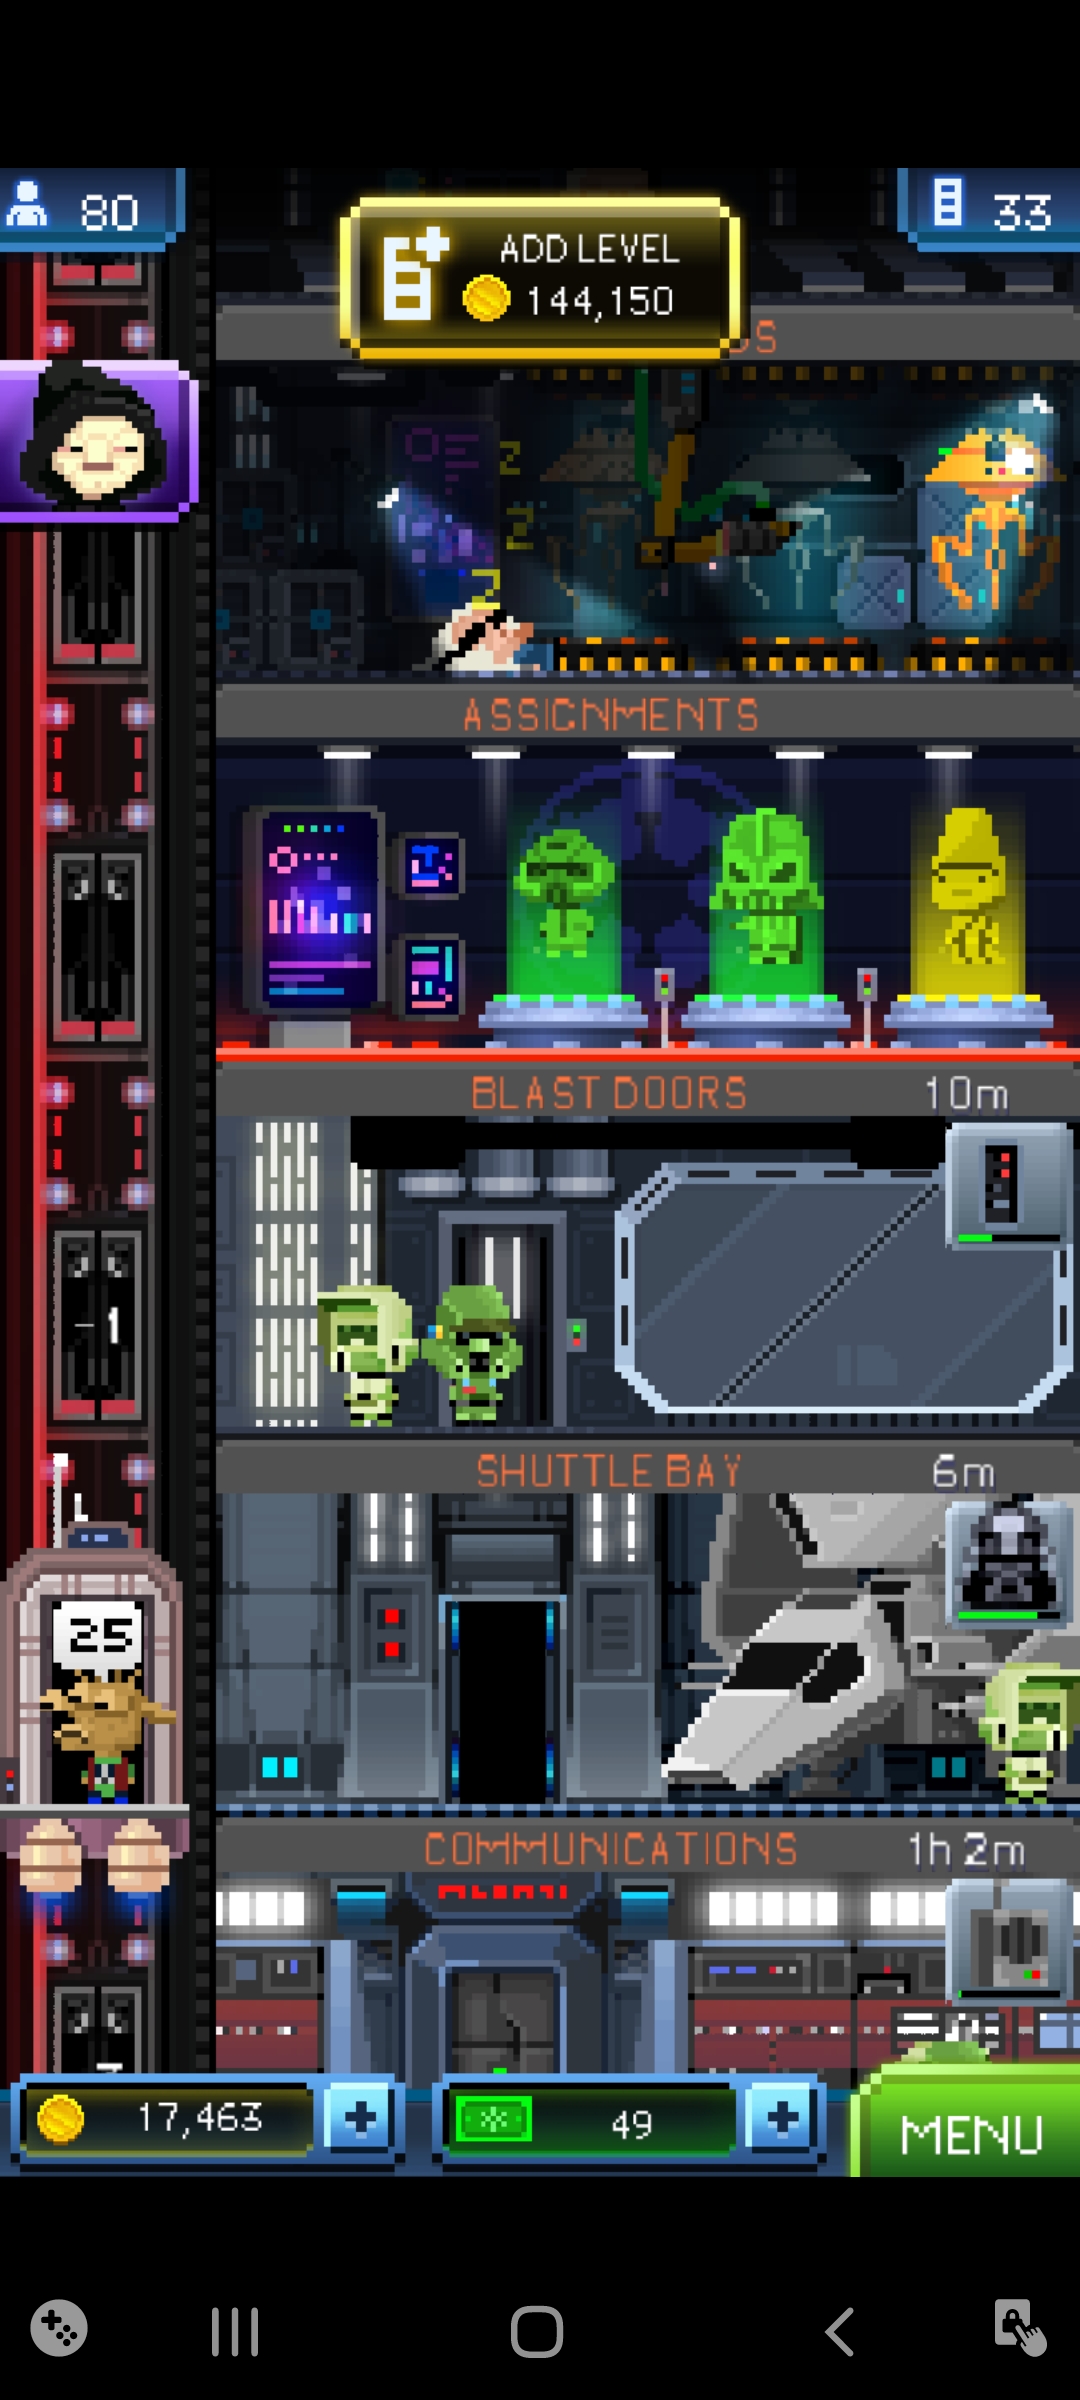 80
ADD LEVEL
144,150
33
Z
Z
Z
ASSIGNMENTS
BLAST DOORS 10m
-1
SHUTTLE BAY 6m
25
COMMUNICATIONS 1h 2m
17,463 +
49 +
MENU